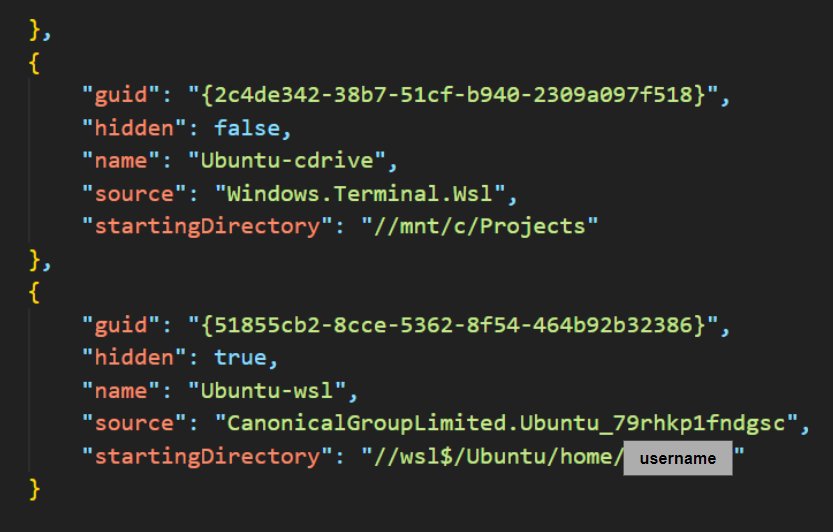 },
{
"guid": "{2c4de342-38b7-51cf-b940-2309a097f518}",
"hidden": false,
"name": "Ubuntu-cdrive",
"source": "Windows.Terminal.Wsl",
"startingDirectory": "//mnt/c/Projects"
},
{
"guid": "{51855cb2-8cce-5362-8f54-464b92b32386}",
"hidden": true,
"name": "Ubuntu-wsl",
"source": "CanonicalGroupLimited.Ubuntu_79rhkp1fndgsc",
"startingDirectory": "//wsl$/Ubuntu/home/username"
}